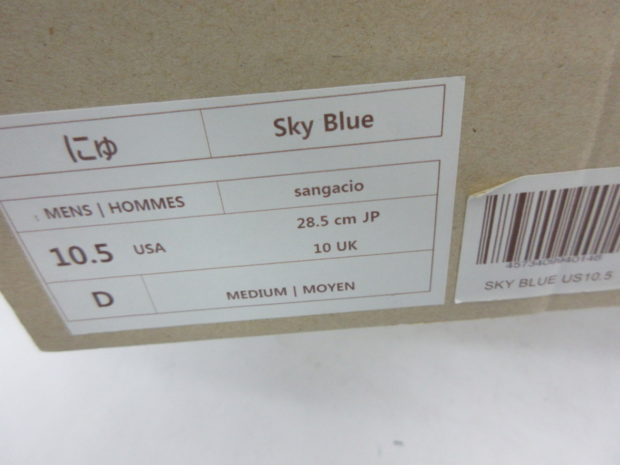 にゅ
Sky Blue
MENS | HOMMES
sangacio
10.5 USA
28.5 cm JP
10 UK
D
MEDIUM | MOYEN
SKY BLUE US10.5